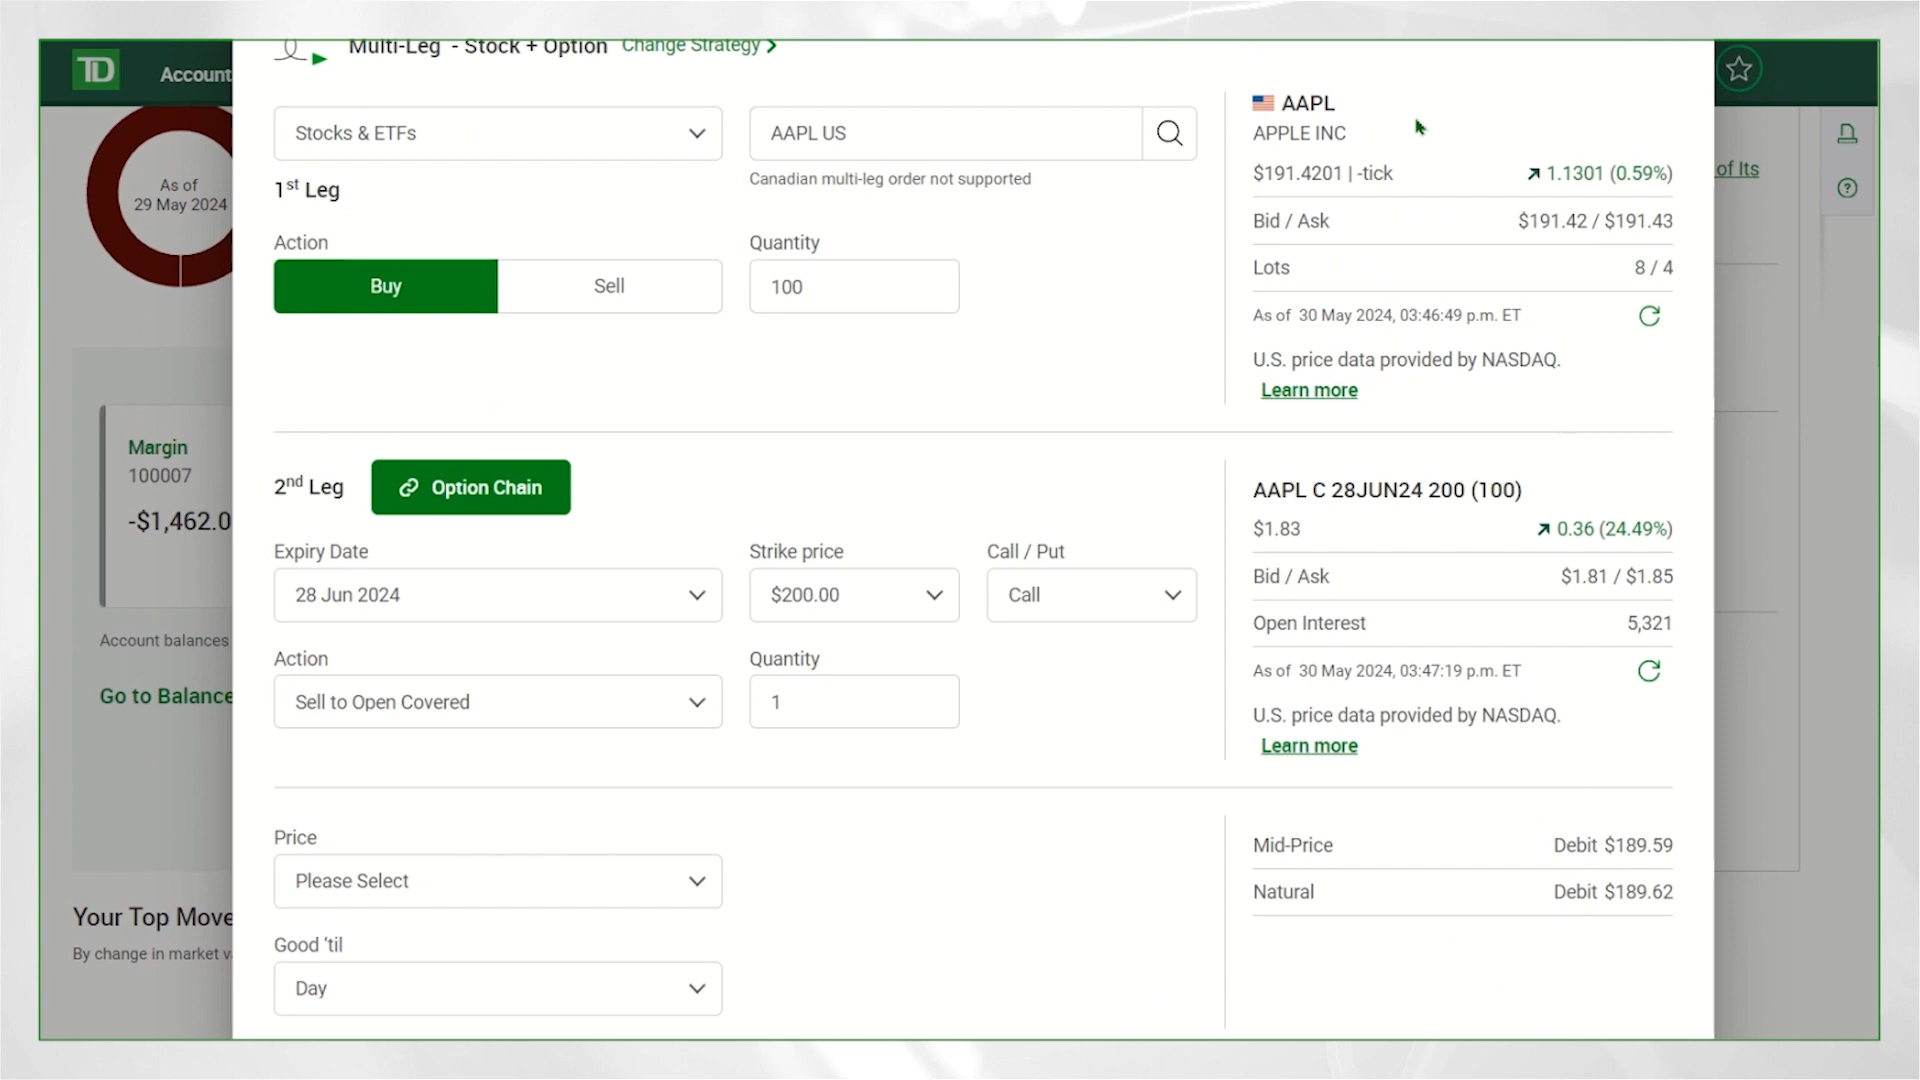 Multi-Leg - Stock + Option Change Strategy
TD
Account
AAPL
Stocks & ETFs
AAPL US
APPLE INC
$191.4201 | -tick 1.1301 (0.59%)
of Its
Canadian multi-leg order not supported
1st Leg
As of
29 May 2024
Bid / Ask $191.42 / $191.43
Action
Quantity
Lots 8 / 4
Buy
Sell
100
As of 30 May 2024, 03:46:49 p.m. ET
U.S. price data provided by NASDAQ.
Learn more
Margin
100007
-$1,462.0
2nd Leg
Option Chain
AAPL C 28JUN24 200 (100)
$1.83 0.36 (24.49%)
Expiry Date
Strike price
Call / Put
Bid / Ask $1.81 / $1.85
28 Jun 2024
$200.00
Call
Open Interest 5,321
Account balances
Action
Quantity
As of 30 May 2024, 03:47:19 p.m. ET
Go to Balance
Sell to Open Covered
1
U.S. price data provided by NASDAQ.
Learn more
Price
Mid-Price Debit $189.59
Please Select
Natural Debit $189.62
Your Top Move
By change in market v
Good ‘til
Day